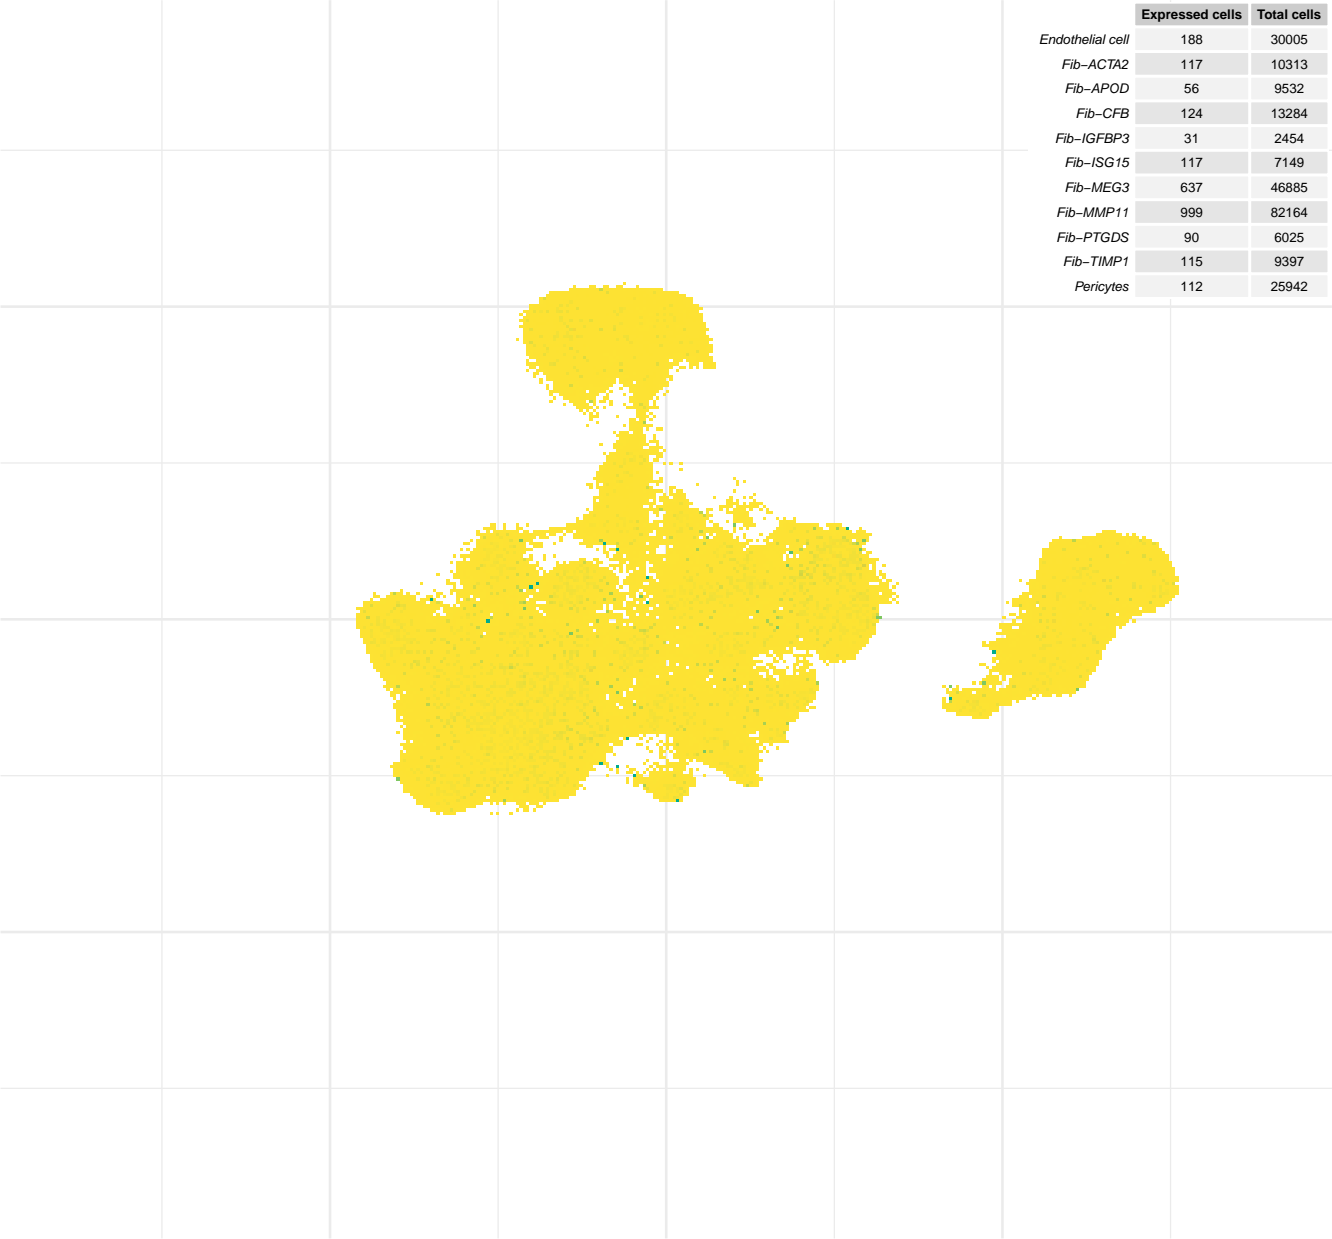 Expressed cells Total cells
Endothelial cell 188 30005
Fib−ACTA2 117 10313
Fib−APOD 56 9532
Fib−CFB 124 13284
Fib−IGFBP3 31 2454
Fib−ISG15 117 7149
Fib−MEG3 637 46885
Fib−MMP11 999 82164
Fib−PTGDS 90 6025
Fib−TIMP1 115 9397
Pericytes 112 25942